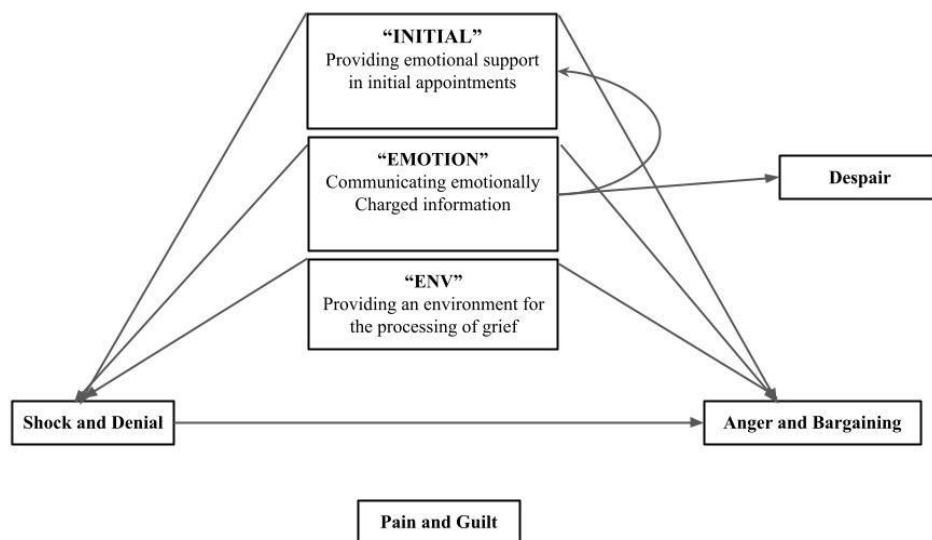 “INITIAL”
Providing emotional support
in initial appointments
“EMOTION”
Communicating emotionally
Charged information
Despair
“ENV”
Providing an environment for
the processing of grief
Shock and Denial
Anger and Bargaining
Pain and Guilt